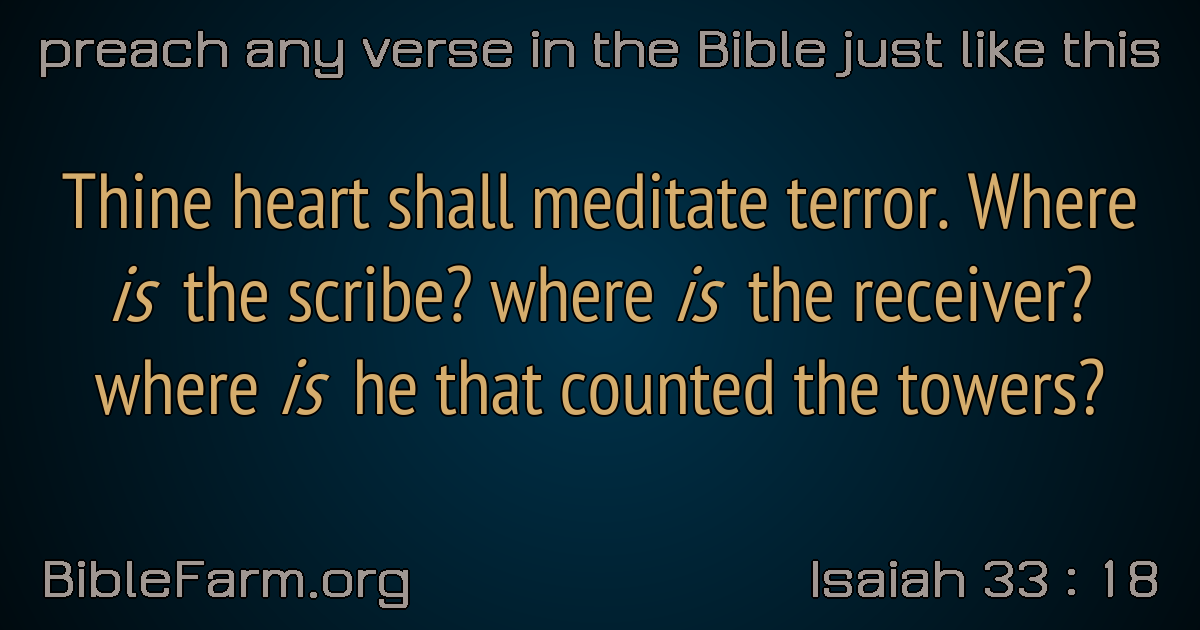 preach any verse in the Bible just like this
Thine heart shall meditate terror. Where
is the scribe? where is the receiver?
where is he that counted the towers?
BibleFarm.org
Isaiah 33 : 18